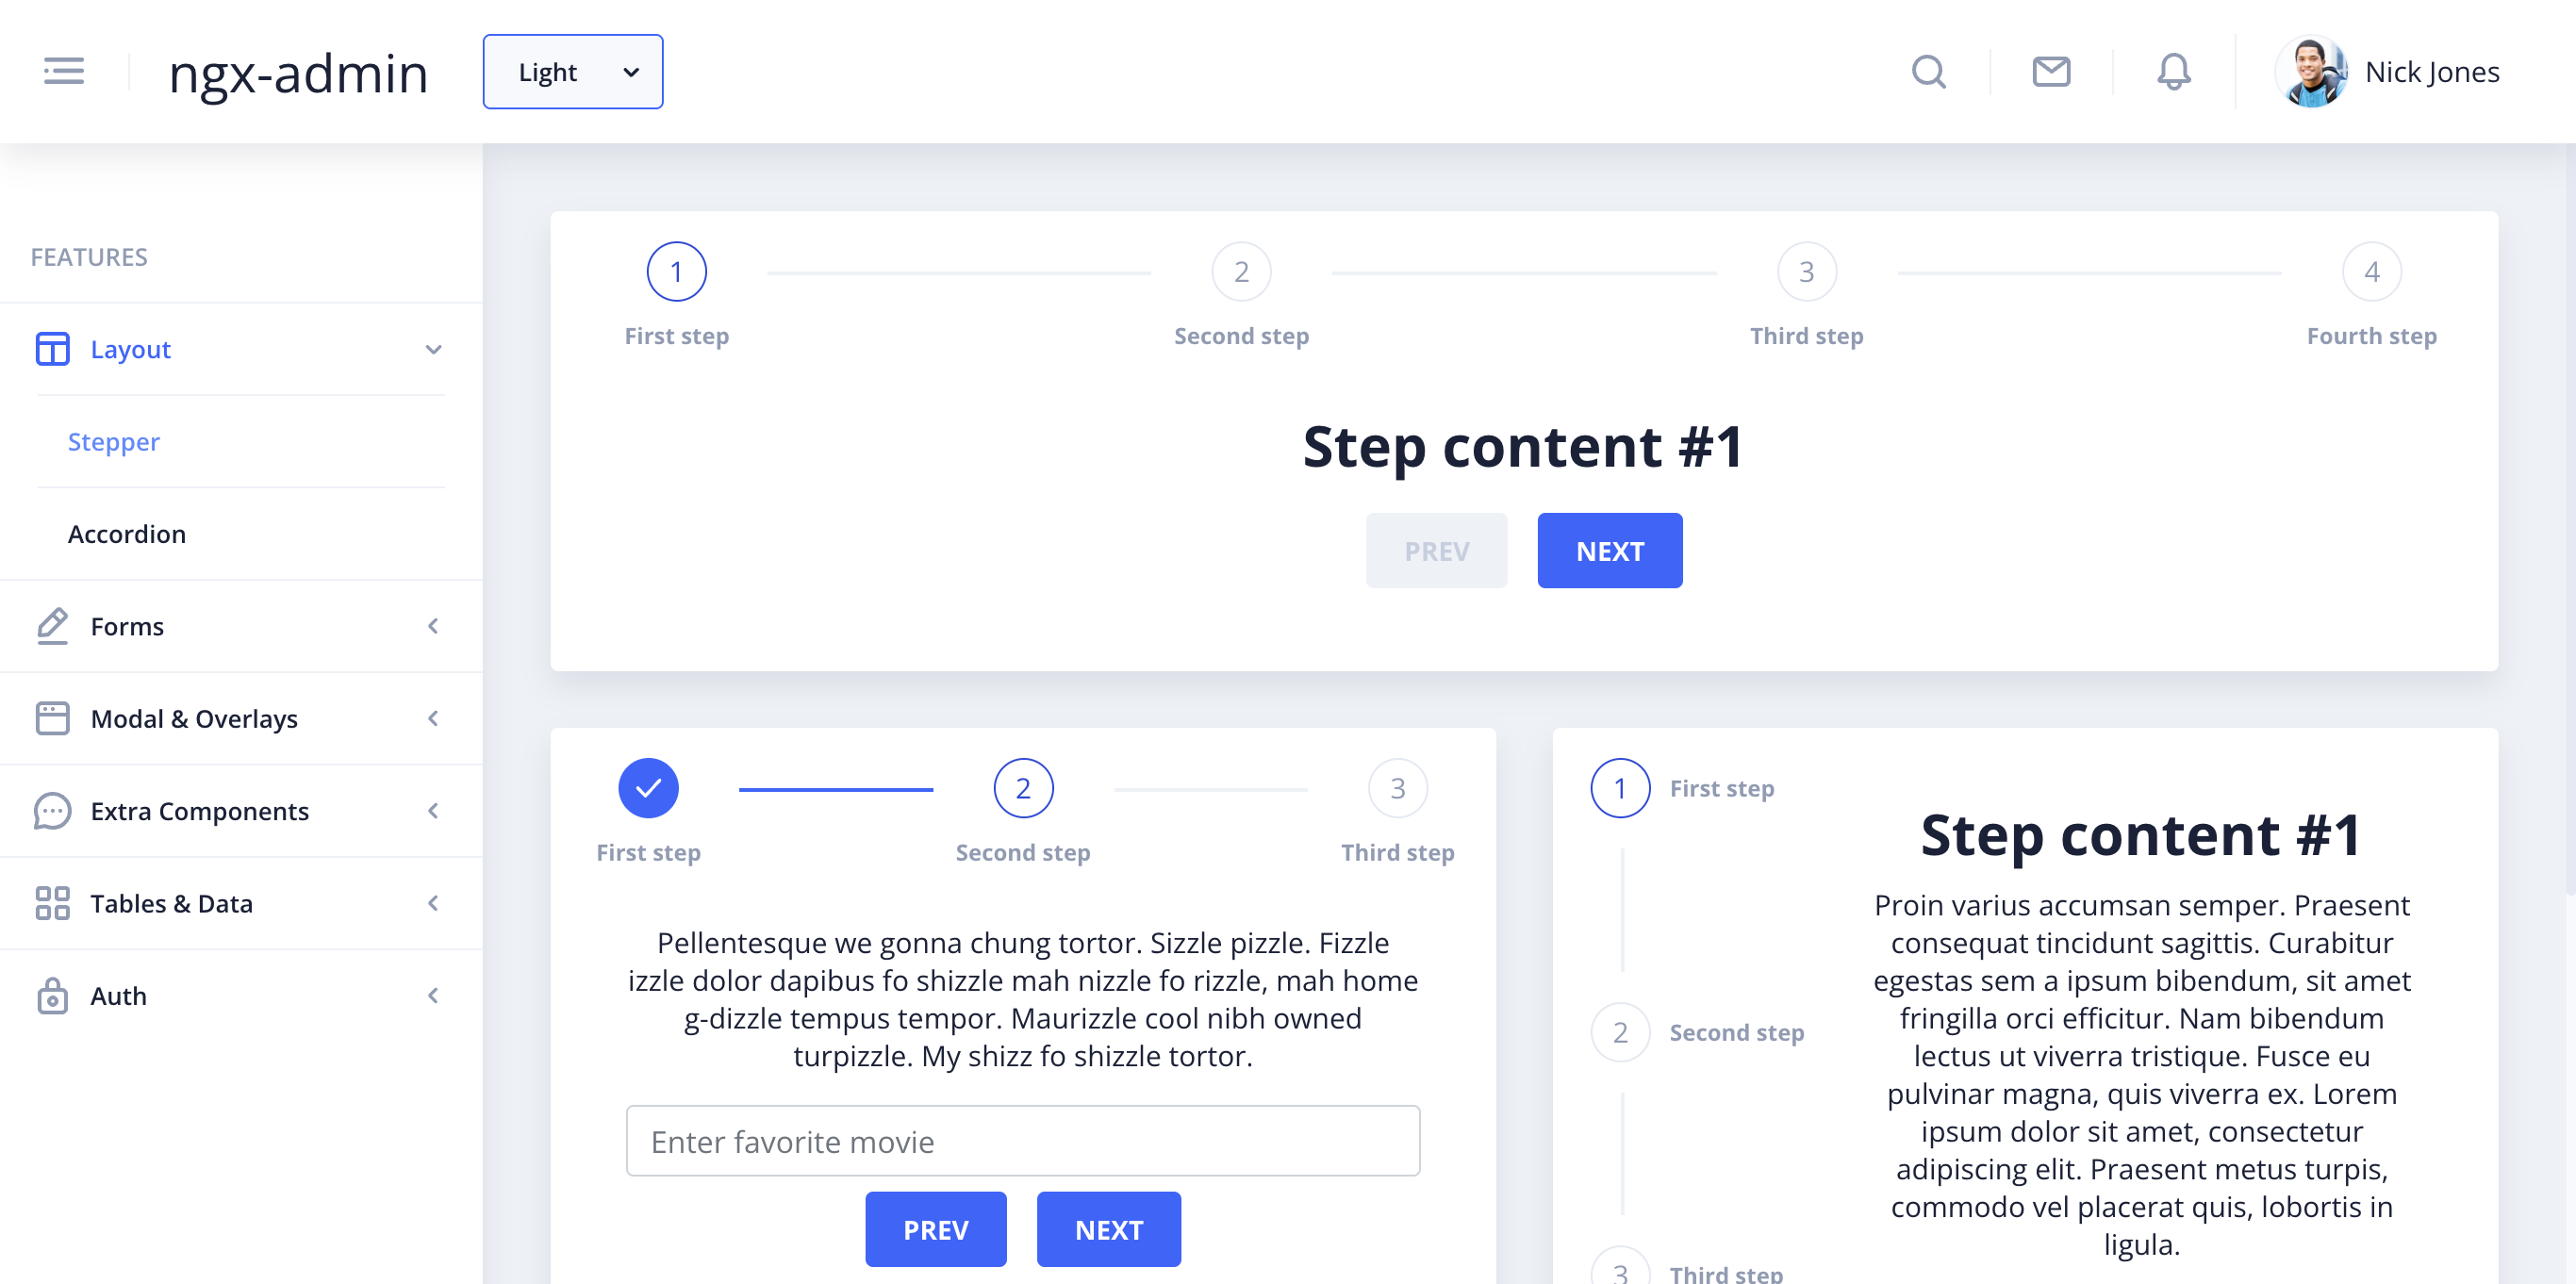 ngx-admin
Light
Nick Jones
FEATURES
Layout
Stepper
Accordion
Forms
Modal & Overlays
Extra Components
Tables & Data
Auth
1
2
3
4
First step
Second step
Third step
Fourth step
Step content #1
PREV
NEXT
2
3
First step
Second step
Third step
Pellentesque we gonna chung tortor. Sizzle pizzle. Fizzle
izzle dolor dapibus fo shizzle mah nizzle fo rizzle, mah home
g-dizzle tempus tempor. Maurizzle cool nibh owned
turpizzle. My shizz fo shizzle tortor.
Enter favorite movie
PREV
NEXT
1 First step
2 Second step
3 Third step
Step content #1
Proin varius accumsan semper. Praesent
consequat tincidunt sagittis. Curabitur
egestas sem a ipsum bibendum, sit amet
fringilla orci efficitur. Nam bibendum
lectus ut viverra tristique. Fusce eu
pulvinar magna, quis viverra ex. Lorem
ipsum dolor sit amet, consectetur
adipiscing elit. Praesent metus turpis,
commodo vel placerat quis, lobortis in
ligula.